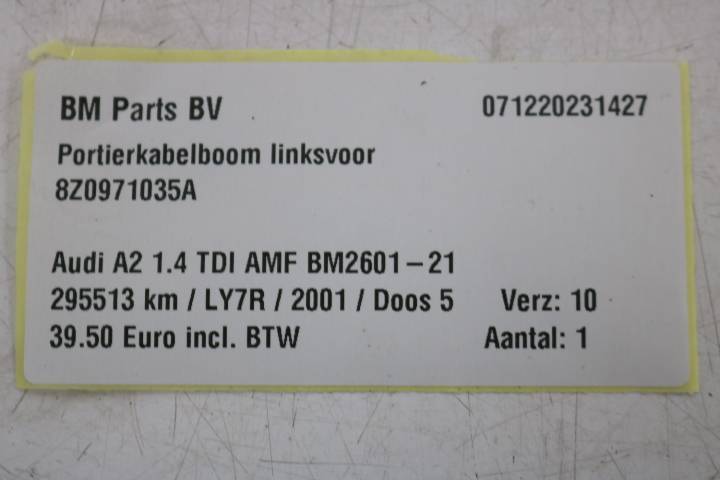 BM Parts BV 071220231427
Portierkabelboom linksvoor
8Z0971035A
Audi A2 1.4 TDI AMF BM2601-21
295513 km / LY7R / 2001 / Doos 5 Verz: 10
39.50 Euro incl. BTW Aantal: 1